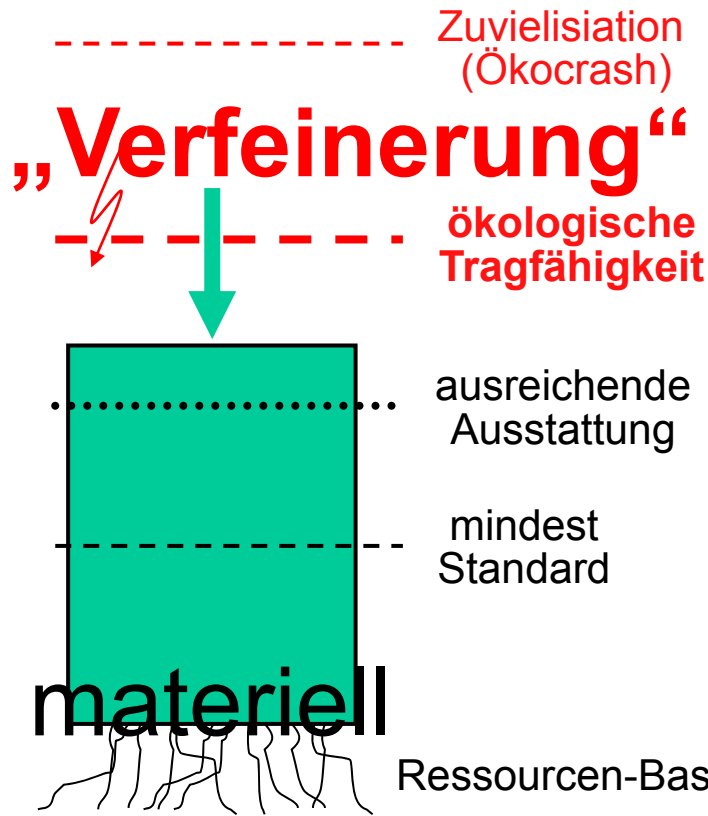 Zuvielisiation
(Ökocrash)
„Verfeinerung“
ökologische
Tragfähigkeit
ausreichende
Ausstattung
mindest
Standard
materiell
Ressourcen-Bas